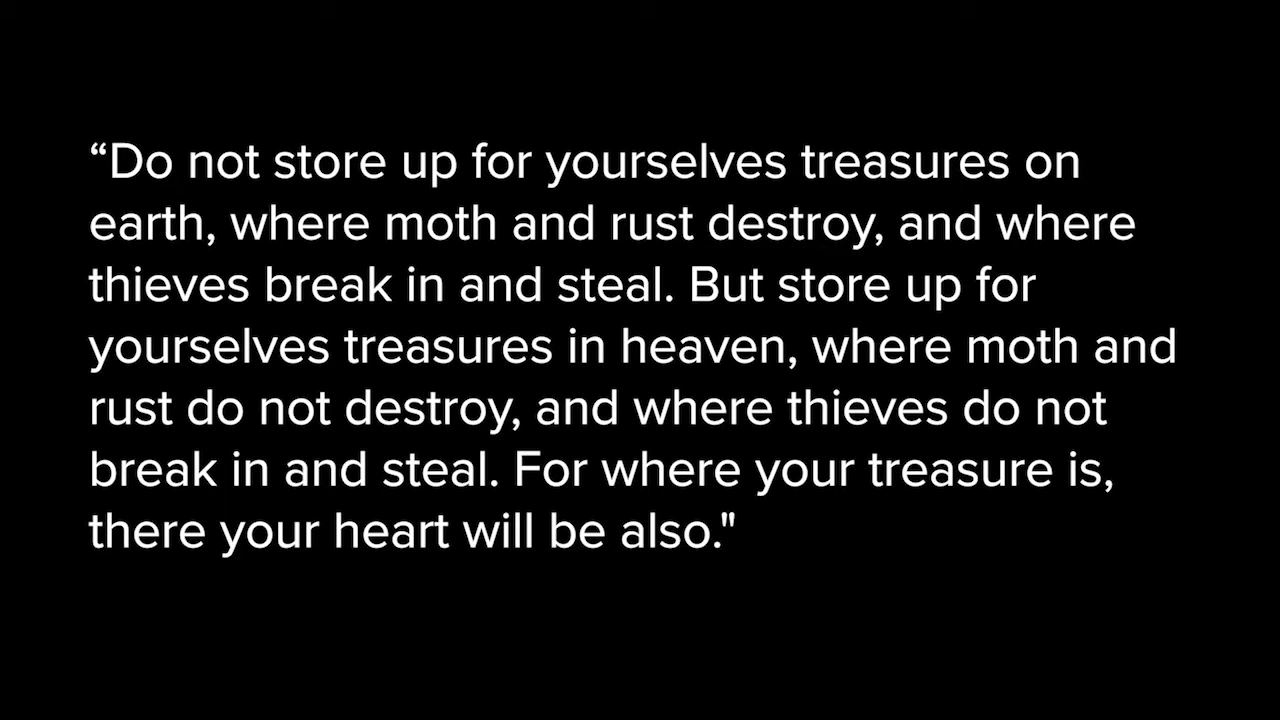 “Do not store up for yourselves treasures on
earth, where moth and rust destroy, and where
thieves break in and steal. But store up for
yourselves treasures in heaven, where moth and
rust do not destroy, and where thieves do not
break in and steal. For where your treasure is,
there your heart will be also."